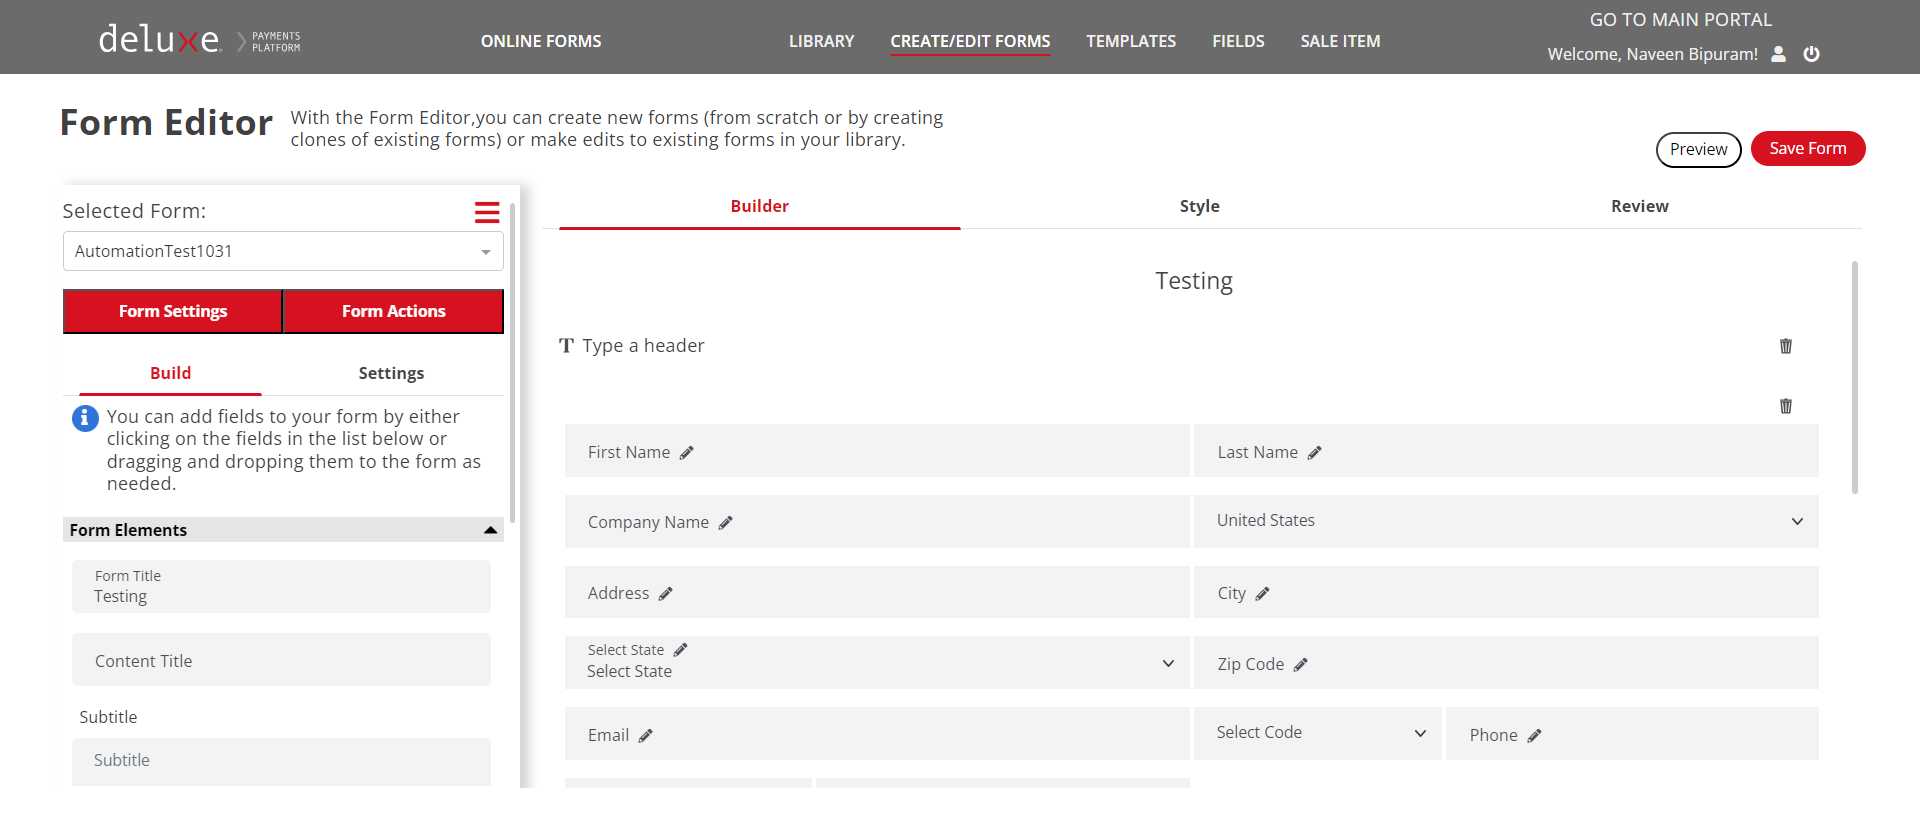 deluxe. PAYMENTS PLATFORM
ONLINE FORMS
LIBRARY
CREATE/EDIT FORMS
TEMPLATES
FIELDS
SALE ITEM
GO TO MAIN PORTAL
Welcome, Naveen Bipuram!
Form Editor
With the Form Editor,you can create new forms (from scratch or by creating
clones of existing forms) or make edits to existing forms in your library.
Preview
Save Form
Selected Form:
AutomationTest1031
Form Settings
Form Actions
Build
Settings
You can add fields to your form by either
clicking on the fields in the list below or
dragging and dropping them to the form as
needed.
Form Elements
Form Title
Testing
Content Title
Subtitle
Subtitle
Builder
Style
Review
Testing
T Type a header
First Name
Last Name
Company Name
United States
Address
City
Select State
Select State
Zip Code
Email
Select Code
Phone